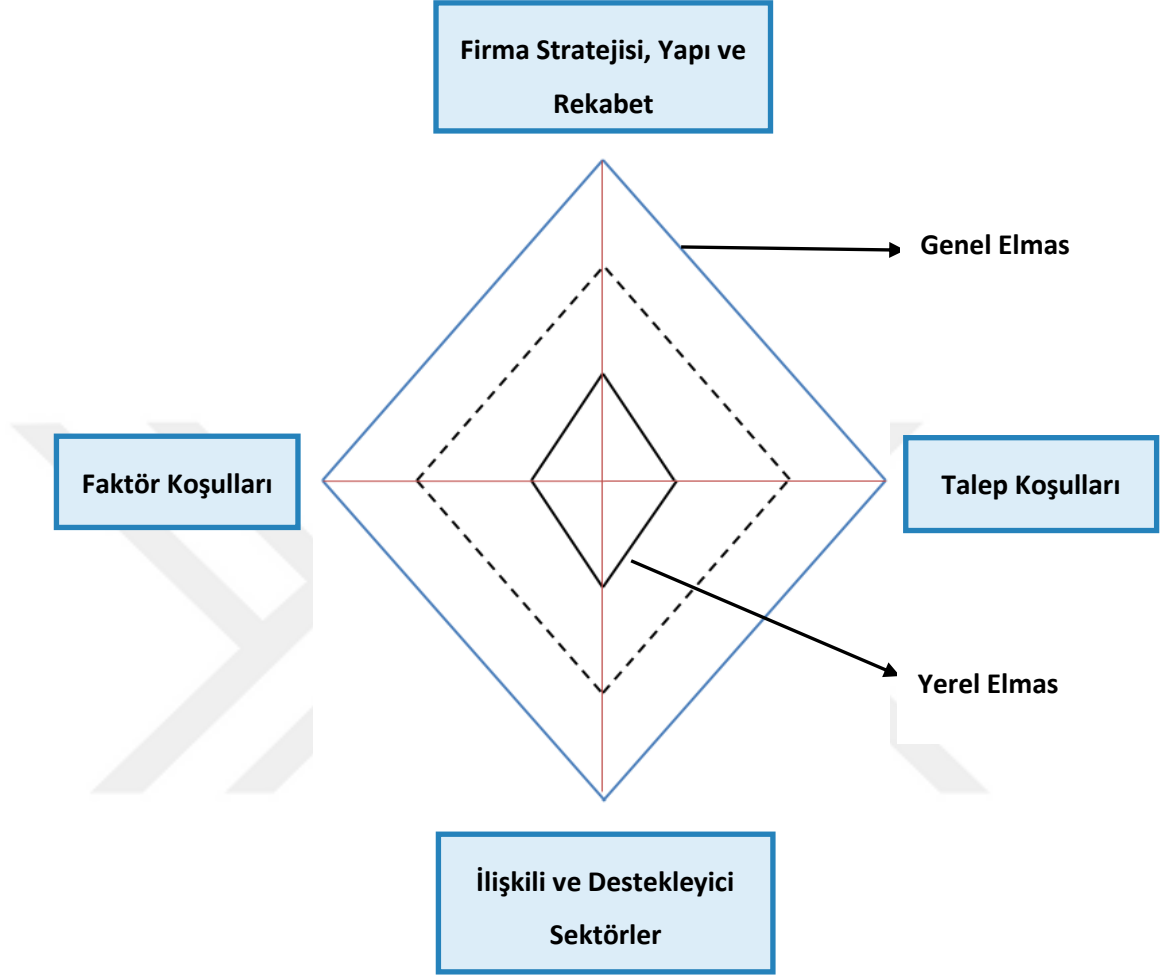 Firma Stratejisi, Yapı ve
Rekabet
Genel Elmas
Faktör Koşulları
Talep Koşulları
Yerel Elmas
İlişkili ve Destekleyici
Sektörler